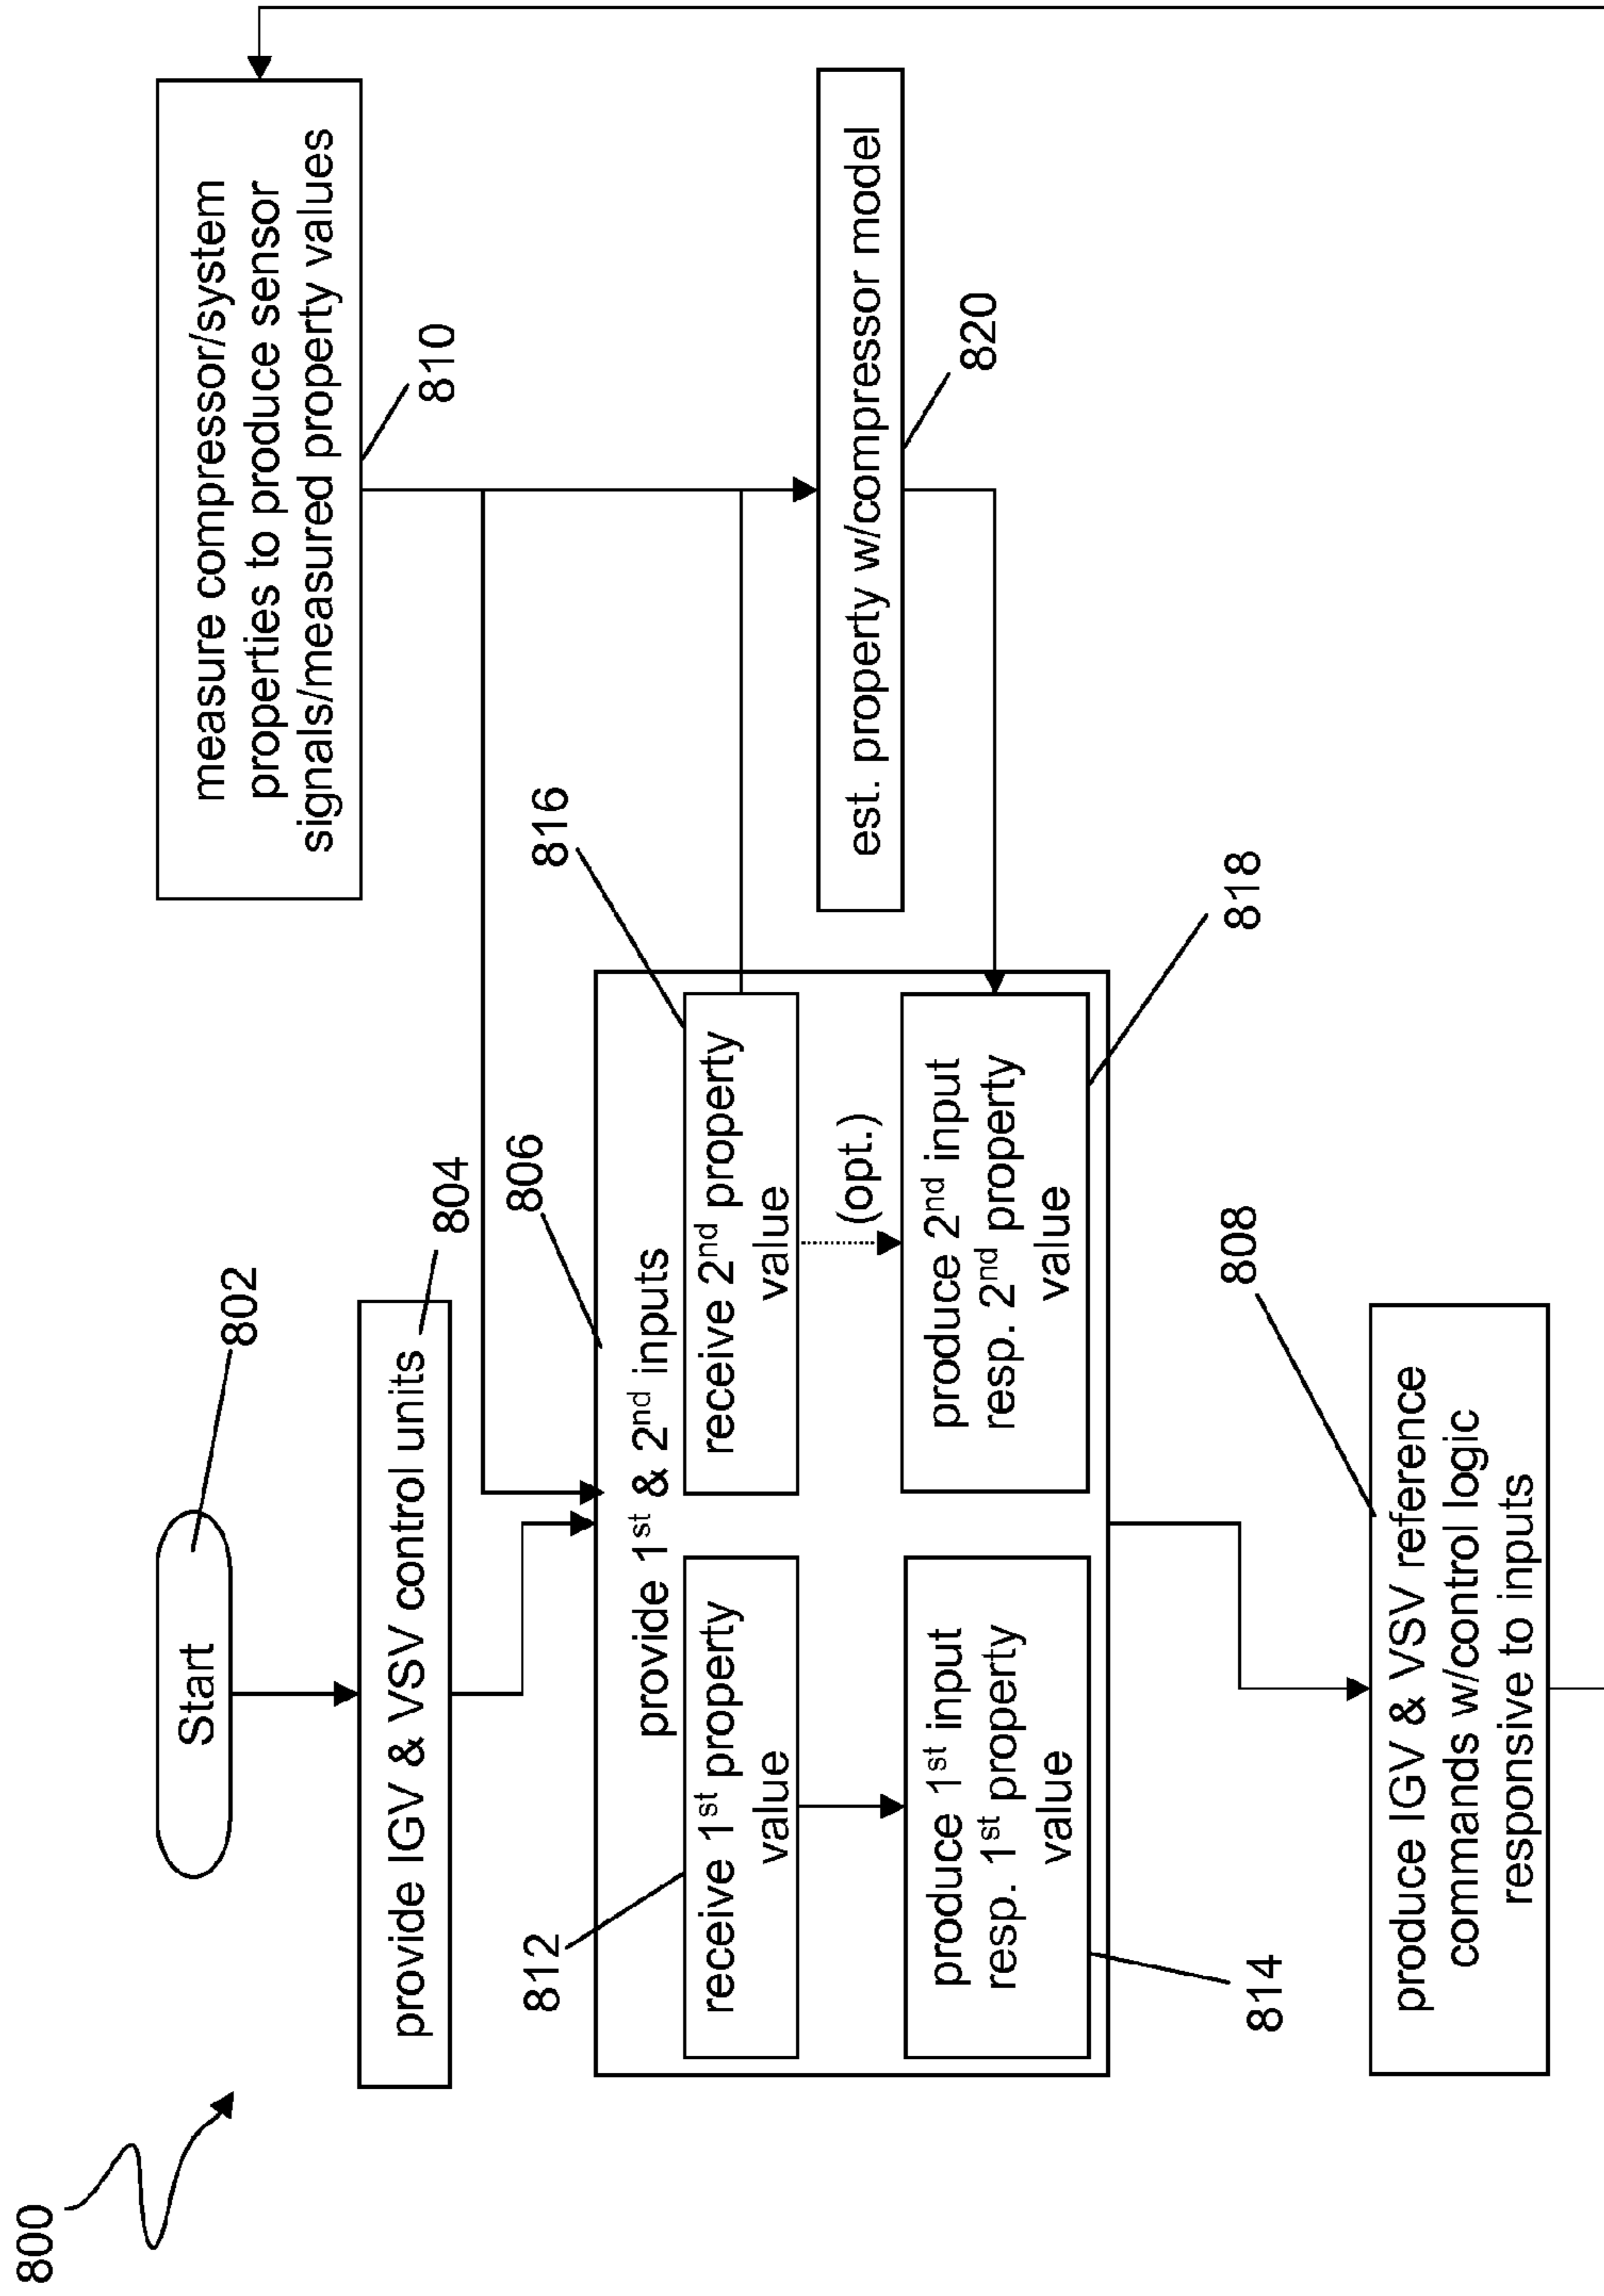 800
Start
802
provide IGV & VSV control units
804
806
provide 1st & 2nd inputs
812
receive 1st property
value
816
receive 2nd property
value
(opt.)
produce 1st input
resp. 1st property
value
814
produce 2nd input
resp. 2nd property
value
818
808
produce IGV & VSV reference
commands w/control logic
responsive to inputs
measure compressor/system
properties to produce sensor
signals/measured property values
810
est. property w/compressor model
820